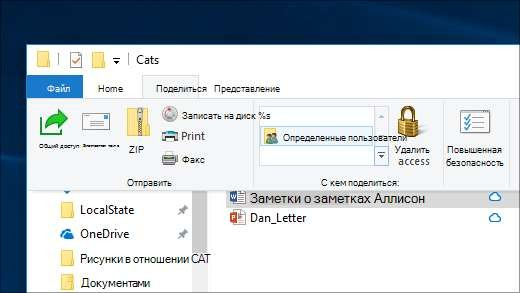 Cats
Файл Home Поделиться Представление
Общий доступ
ZIP
Записать на диск %s
Print
Факс
Определенные пользователи
Удалить
access
Повышенная
безопасность
Отправить
С кем поделиться:
LocalState
OneDrive
Рисунки в отношении CAT
Документами
Заметки о заметках Аллисон
Dan_Letter